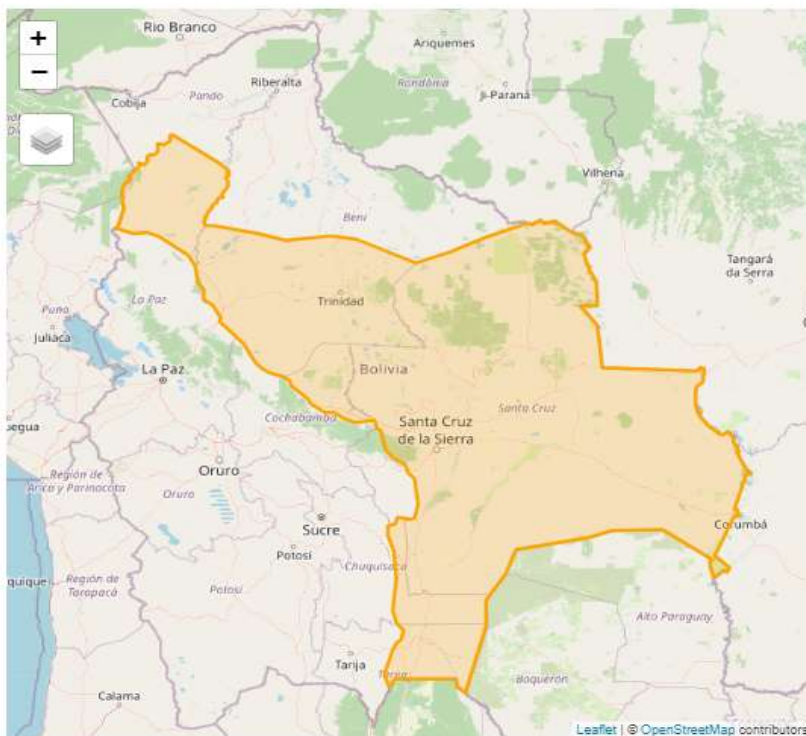 +
−
Rio Branco
Ariquemes
Riberalta
Rondônia
Ji-Paraná
Cobija
Pando
Vilhena
Beni
Tangará
da Serra
Puno
La Paz
Trinidad
Juliaca
La Paz
Bolivia
Santa Cruz
Cochabamba
Santa Cruz
de la Sierra
egua
Región de
Arica y Parinacota
Oruro
Oruro
Sucre
Corumbá
Potosí
Chuquisaca
quique
Región de
Tarapacá
Potosí
Alto Paraguay
Tarija
Tarija
Boquerón
Calama
Leaflet | © OpenStreetMap contributors